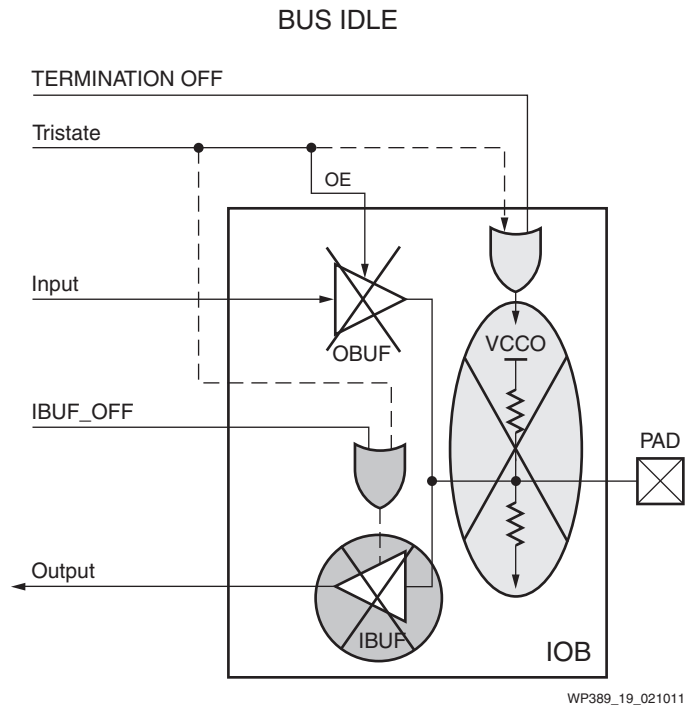 BUS IDLE
TERMINATION OFF
Tristate
OE
Input
OBUF
VCCO
IBUF_OFF
PAD
Output
IBUF
IOB
WP389_19_021011